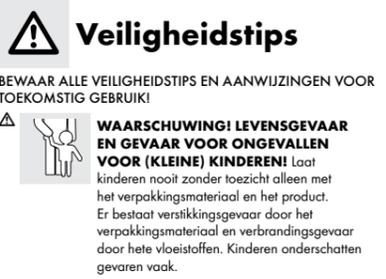 Veiligheidstips
BEWAAR ALLE VEILIGHEIDSTIPS EN AANWIJZINGEN VOOR
TOEKOMSTIG GEBRUIK!
WAARSCHUWING! LEVENSGEVAAR
EN GEVAAR VOOR ONGEVALLEN
VOOR (KLEINE) KINDEREN! Laat
kinderen nooit zonder toezicht alleen met
het verpakkingsmateriaal en het product.
Er bestaat verstikkingsgevaar door het
verpakkingsmateriaal en verbrandingsgevaar
door hete vloeistoffen. Kinderen onderschatten
gevaren vaak.